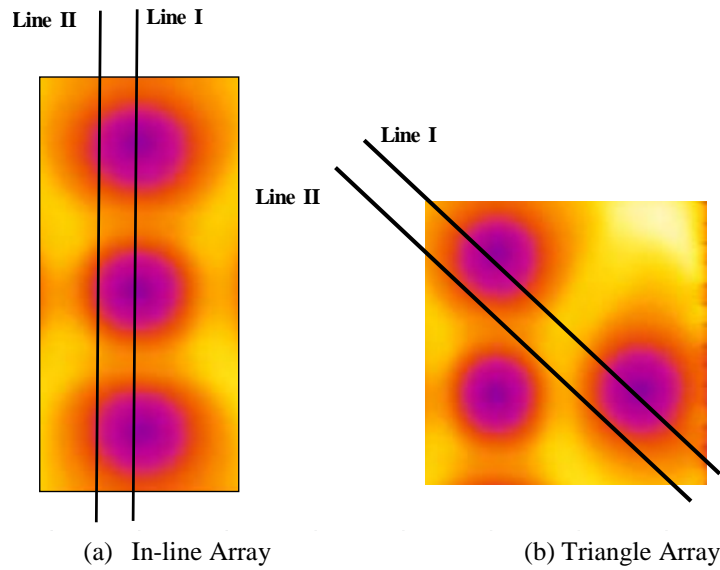 Line II Line I
Line I
Line II
(a) In-line Array
(b) Triangle Array